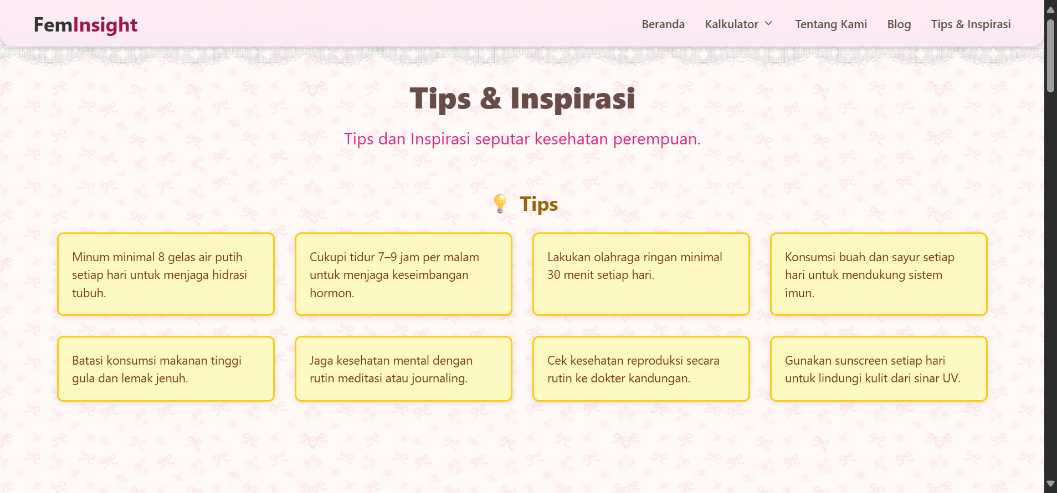 FemInsight
Beranda
Kalkulator
Tentang Kami
Blog
Tips & Inspirasi
Tips & Inspirasi
Tips dan Inspirasi seputar kesehatan perempuan.
Tips
Minum minimal 8 gelas air putih
setiap hari untuk menjaga hidrasi
tubuh.
Cukupi tidur 7–9 jam per malam
untuk menjaga keseimbangan
hormon.
Lakukan olahraga ringan minimal
30 menit setiap hari.
Konsumsi buah dan sayur setiap
hari untuk mendukung sistem
imun.
Batasi konsumsi makanan tinggi
gula dan lemak jenuh.
Jaga kesehatan mental dengan
rutin meditasi atau journaling.
Cek kesehatan reproduksi secara
rutin ke dokter kandungan.
Gunakan sunscreen setiap hari
untuk lindungi kulit dari sinar UV.